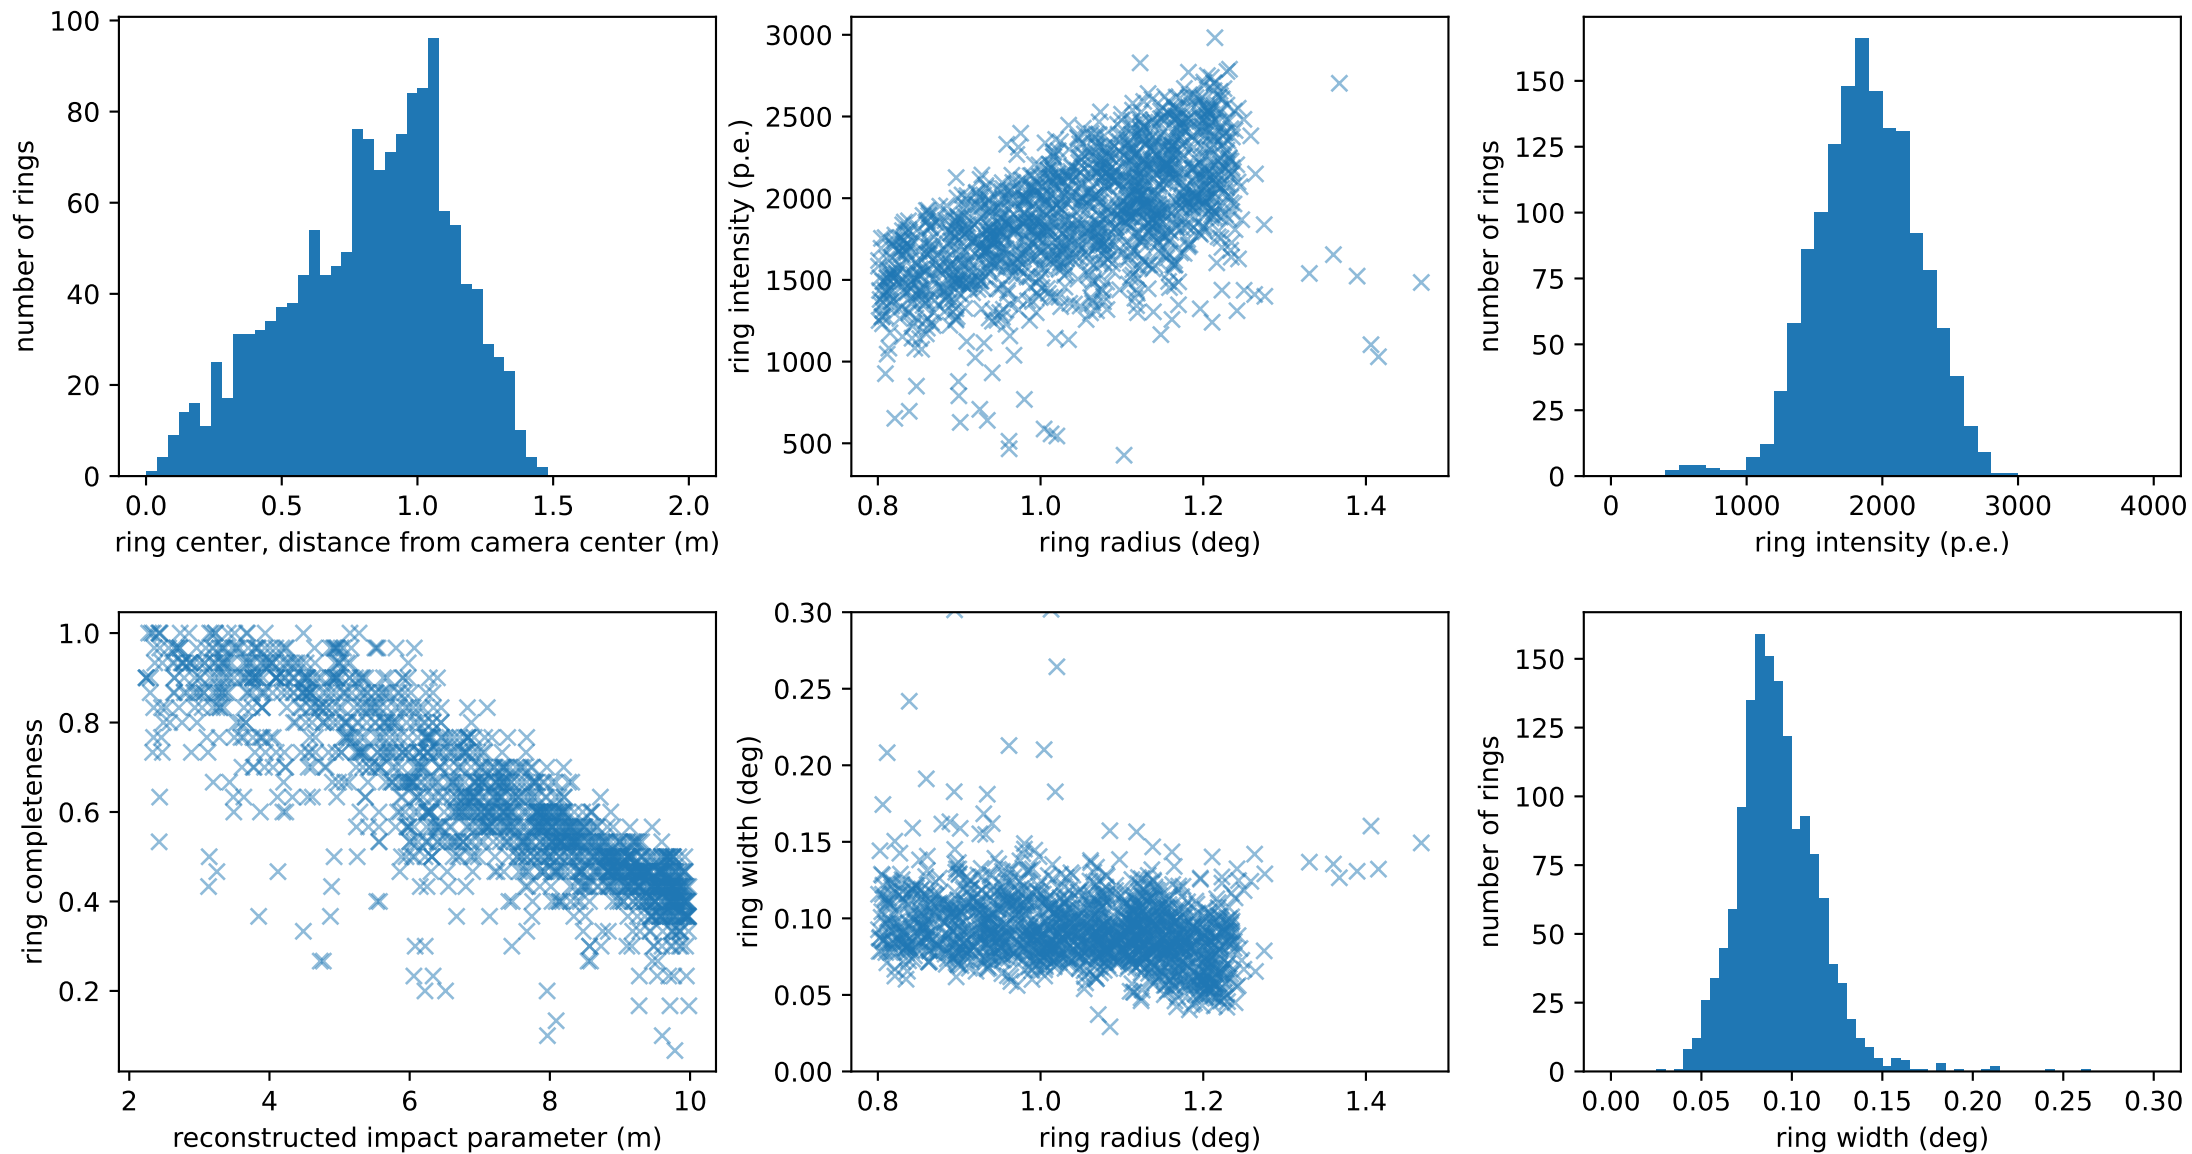 100
80
60
40
20
0
number of rings
0.0 0.5 1.0 1.5 2.0
ring center, distance from camera center (m)
3000
2500
2000
1500
1000
500
ring intensity (p.e.)
0.8 1.0 1.2 1.4
ring radius (deg)
150
125
100
75
50
25
0
number of rings
0 1000 2000 3000 4000
ring intensity (p.e.)
1.0
0.8
0.6
0.4
0.2
ring completeness
2 4 6 8 10
reconstructed impact parameter (m)
0.30
0.25
0.20
0.15
0.10
0.05
0.00
ring width (deg)
0.8 1.0 1.2 1.4
ring radius (deg)
150
125
100
75
50
25
0
number of rings
0.00 0.05 0.10 0.15 0.20 0.25 0.30
ring width (deg)